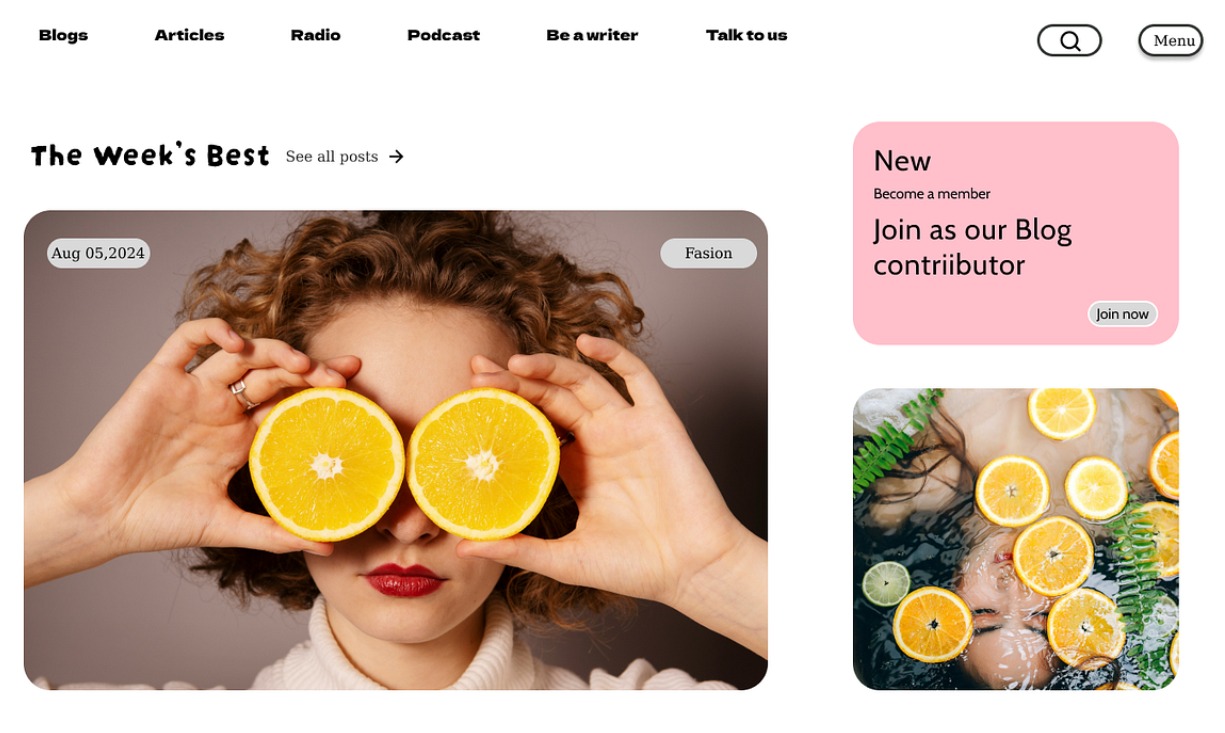 Blogs Articles Radio Podcast Be a writer Talk to us Menu
The Week's Best See all posts
Aug 05,2024 Fasion
New
Become a member
Join as our Blog
contriibutor
Join now